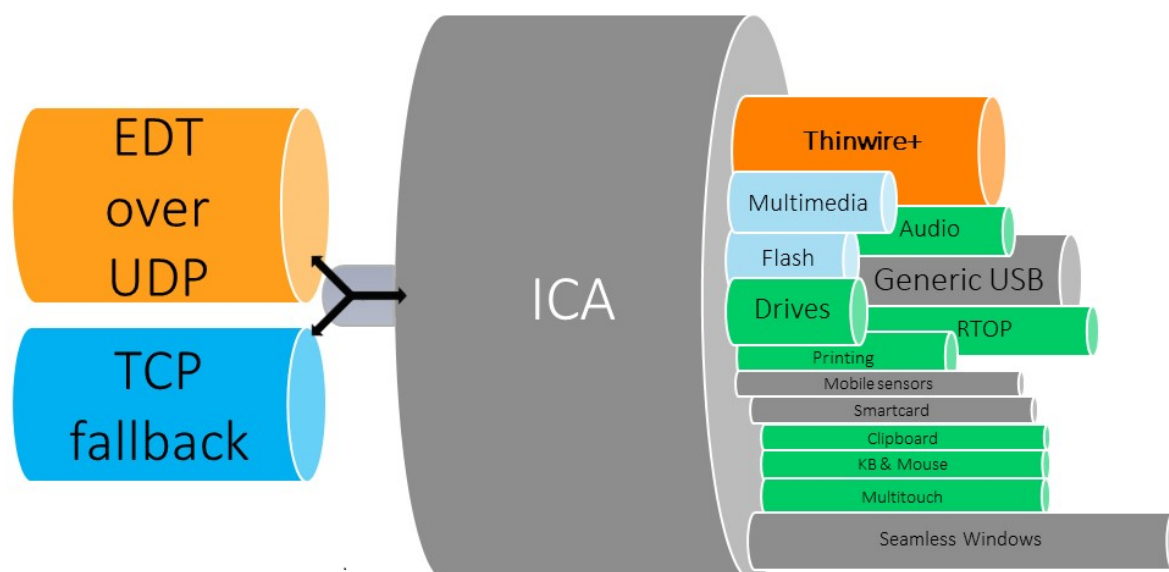 EDT
over
UDP
TCP
fallback
ICA
Thinwire+
Multimedia
Audio
Flash
Generic USB
Drives
RTOP
Printing
Mobile sensors
Smartcard
Clipboard
KB & Mouse
Multitouch
Seamless Windows